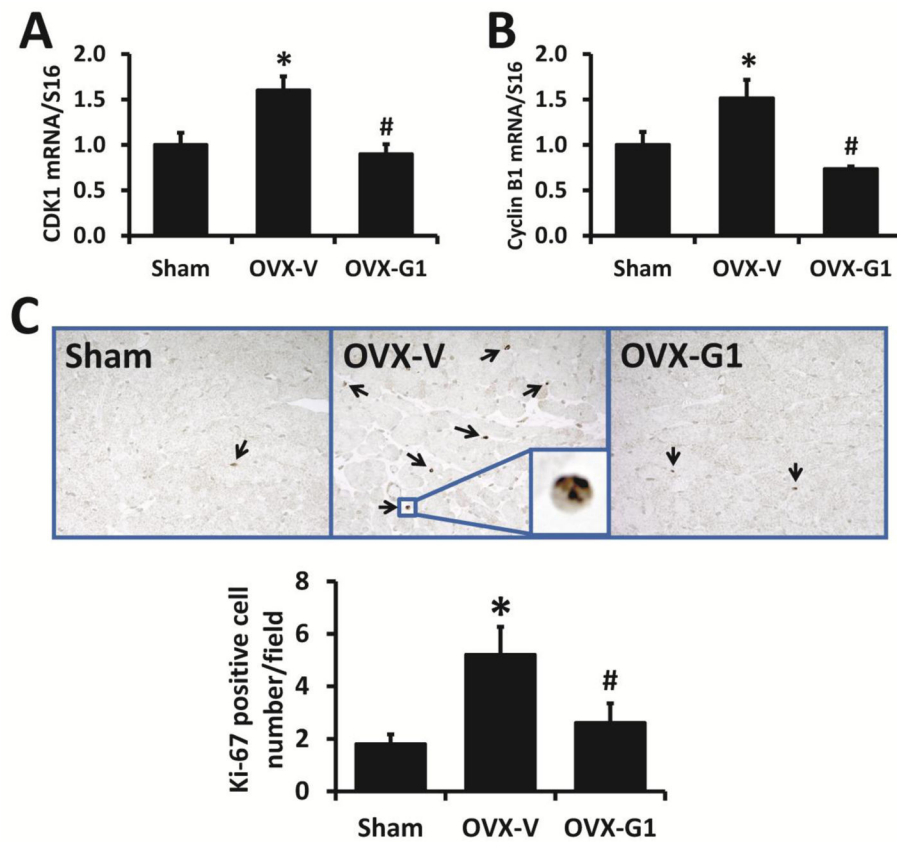 A
B
CDK1 mRNA/S16
2.0
1.5
1.0
0.5
0.0
*
#
Sham OVX-V OVX-G1
Cyclin B1 mRNA/S16
2.0
1.5
1.0
0.5
0.0
*
#
Sham OVX-V OVX-G1
C
Sham OVX-V OVX-G1
Ki-67 positive cell
number/field
8
6
4
2
0
*
#
Sham OVX-V OVX-G1